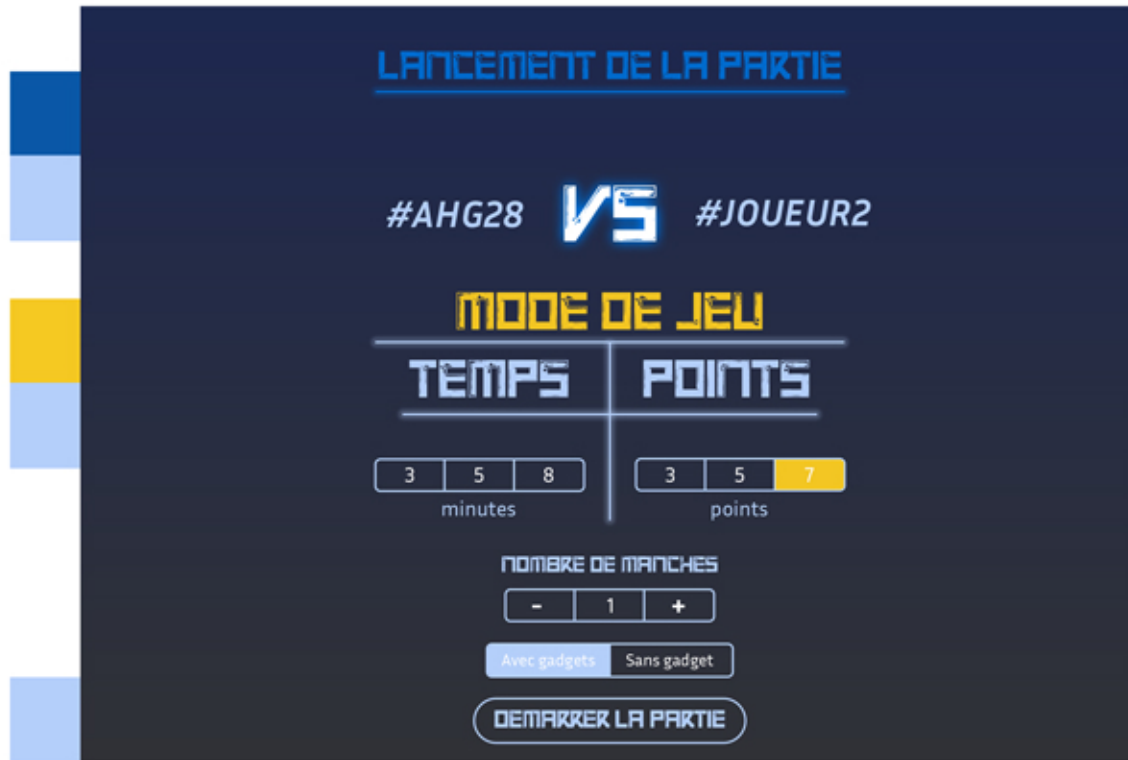 LANCEMENT DE LA PARTIE
#AHG28 VS #JOUEUR2
MODE DE JEU
TEMPS POINTS
3 5 8 3 5 7
minutes points
NOMBRE DE MANCHES
- 1 +
Avec gadgets Sans gadget
DEMARRER LA PARTIE